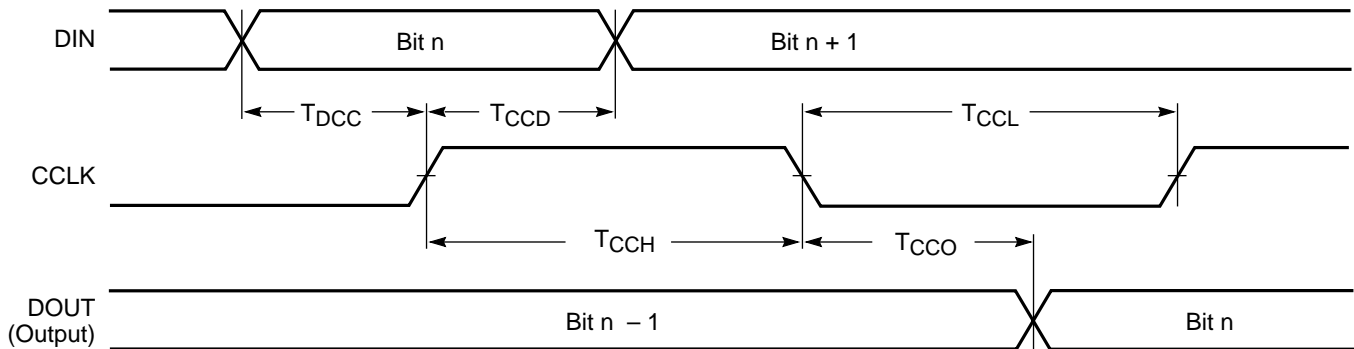 DIN
Bit n
Bit n + 1
TDCC
TCCD
TCCL
CCLK
TCCH
TCCO
DOUT
(Output)
Bit n – 1
Bit n